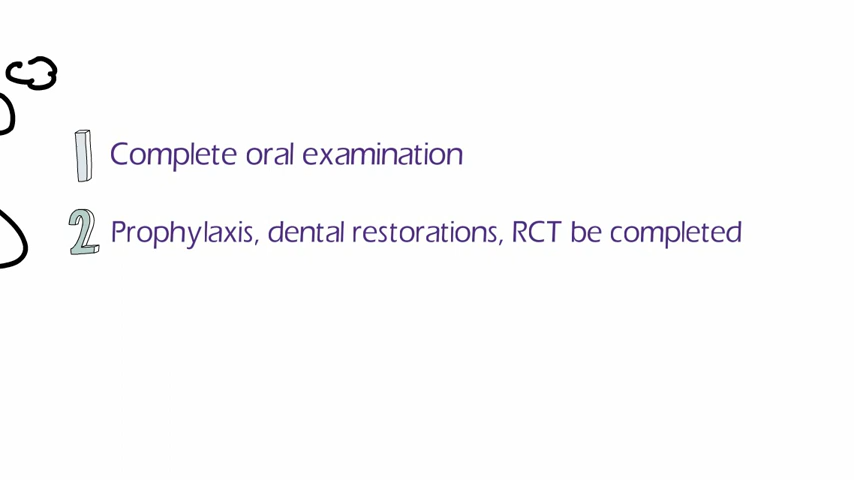 1 Complete oral examination
2 Prophylaxis, dental restorations, RCT be completed